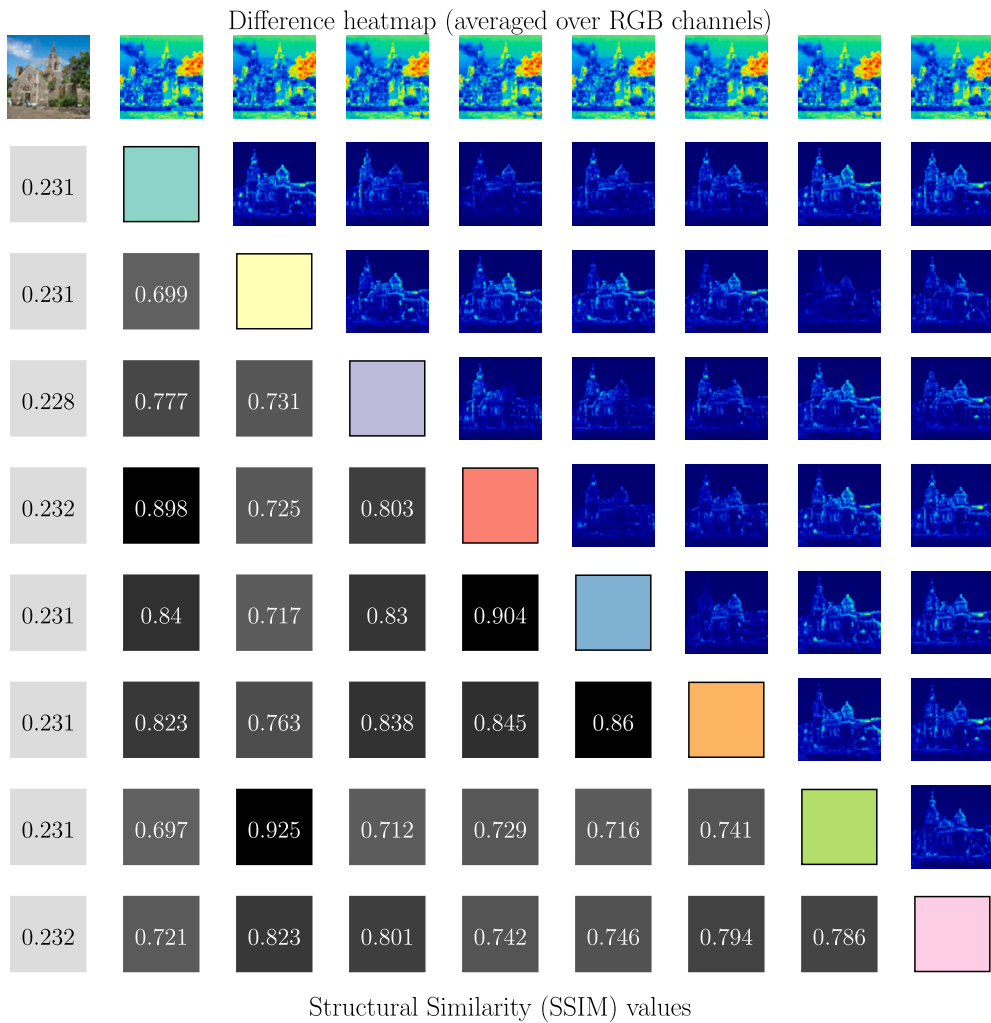 Difference heatmap (averaged over RGB channels)
0.231
0.231 0.699
0.228 0.777 0.731
0.232 0.898 0.725 0.803
0.231 0.84 0.717 0.83 0.904
0.231 0.823 0.763 0.838 0.845 0.86
0.231 0.697 0.925 0.712 0.729 0.716 0.741
0.232 0.721 0.823 0.801 0.742 0.746 0.794 0.786
Structural Similarity (SSIM) values